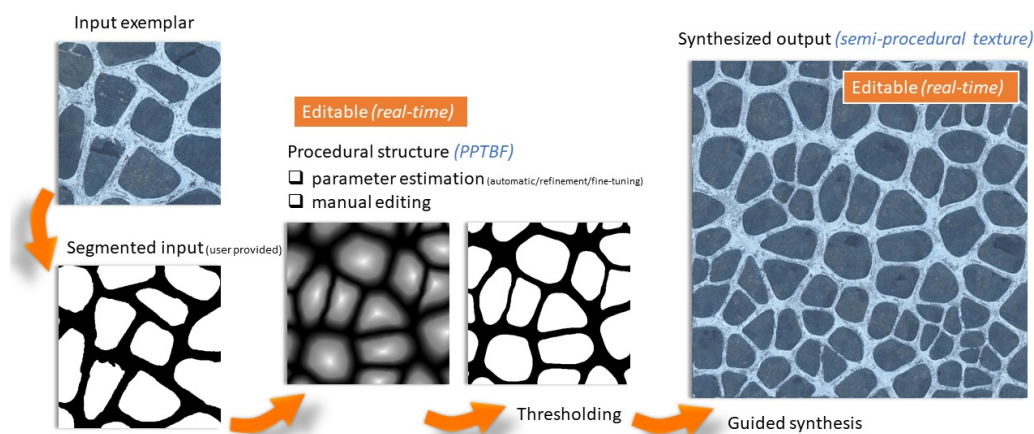 Input exemplar
Segmented input (user provided)
Editable (real-time)
Procedural structure (PPTBF)
parameter estimation (automatic/refinement/fine-tuning)
manual editing
Thresholding
Synthesized output (semi-procedural texture)
Editable (real-time)
Guided synthesis